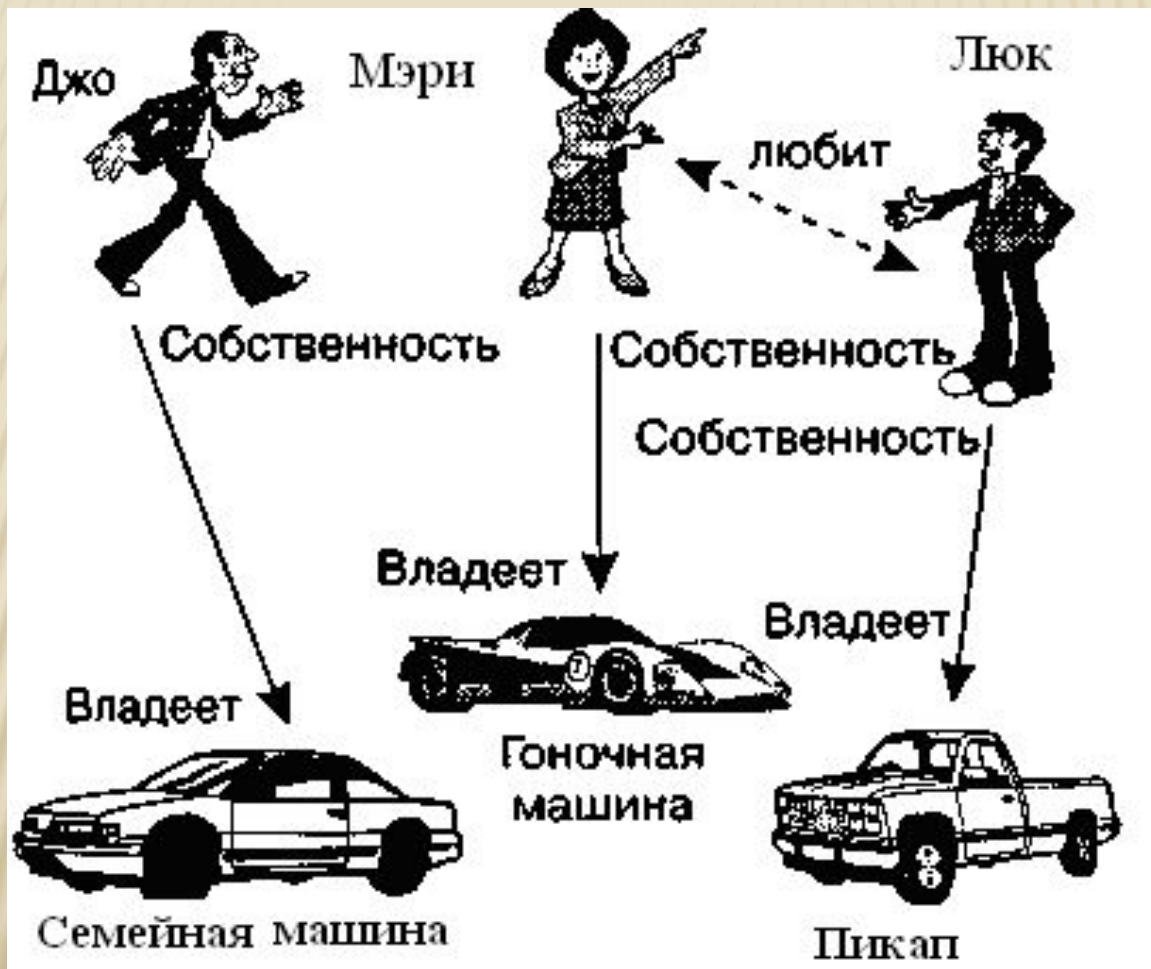 Джо
Мэри
Люк
любит
Собственность
Собственность
Собственность
Владеет
Владеет
Владеет
Гоночная
машина
Семейная машина
Пикап